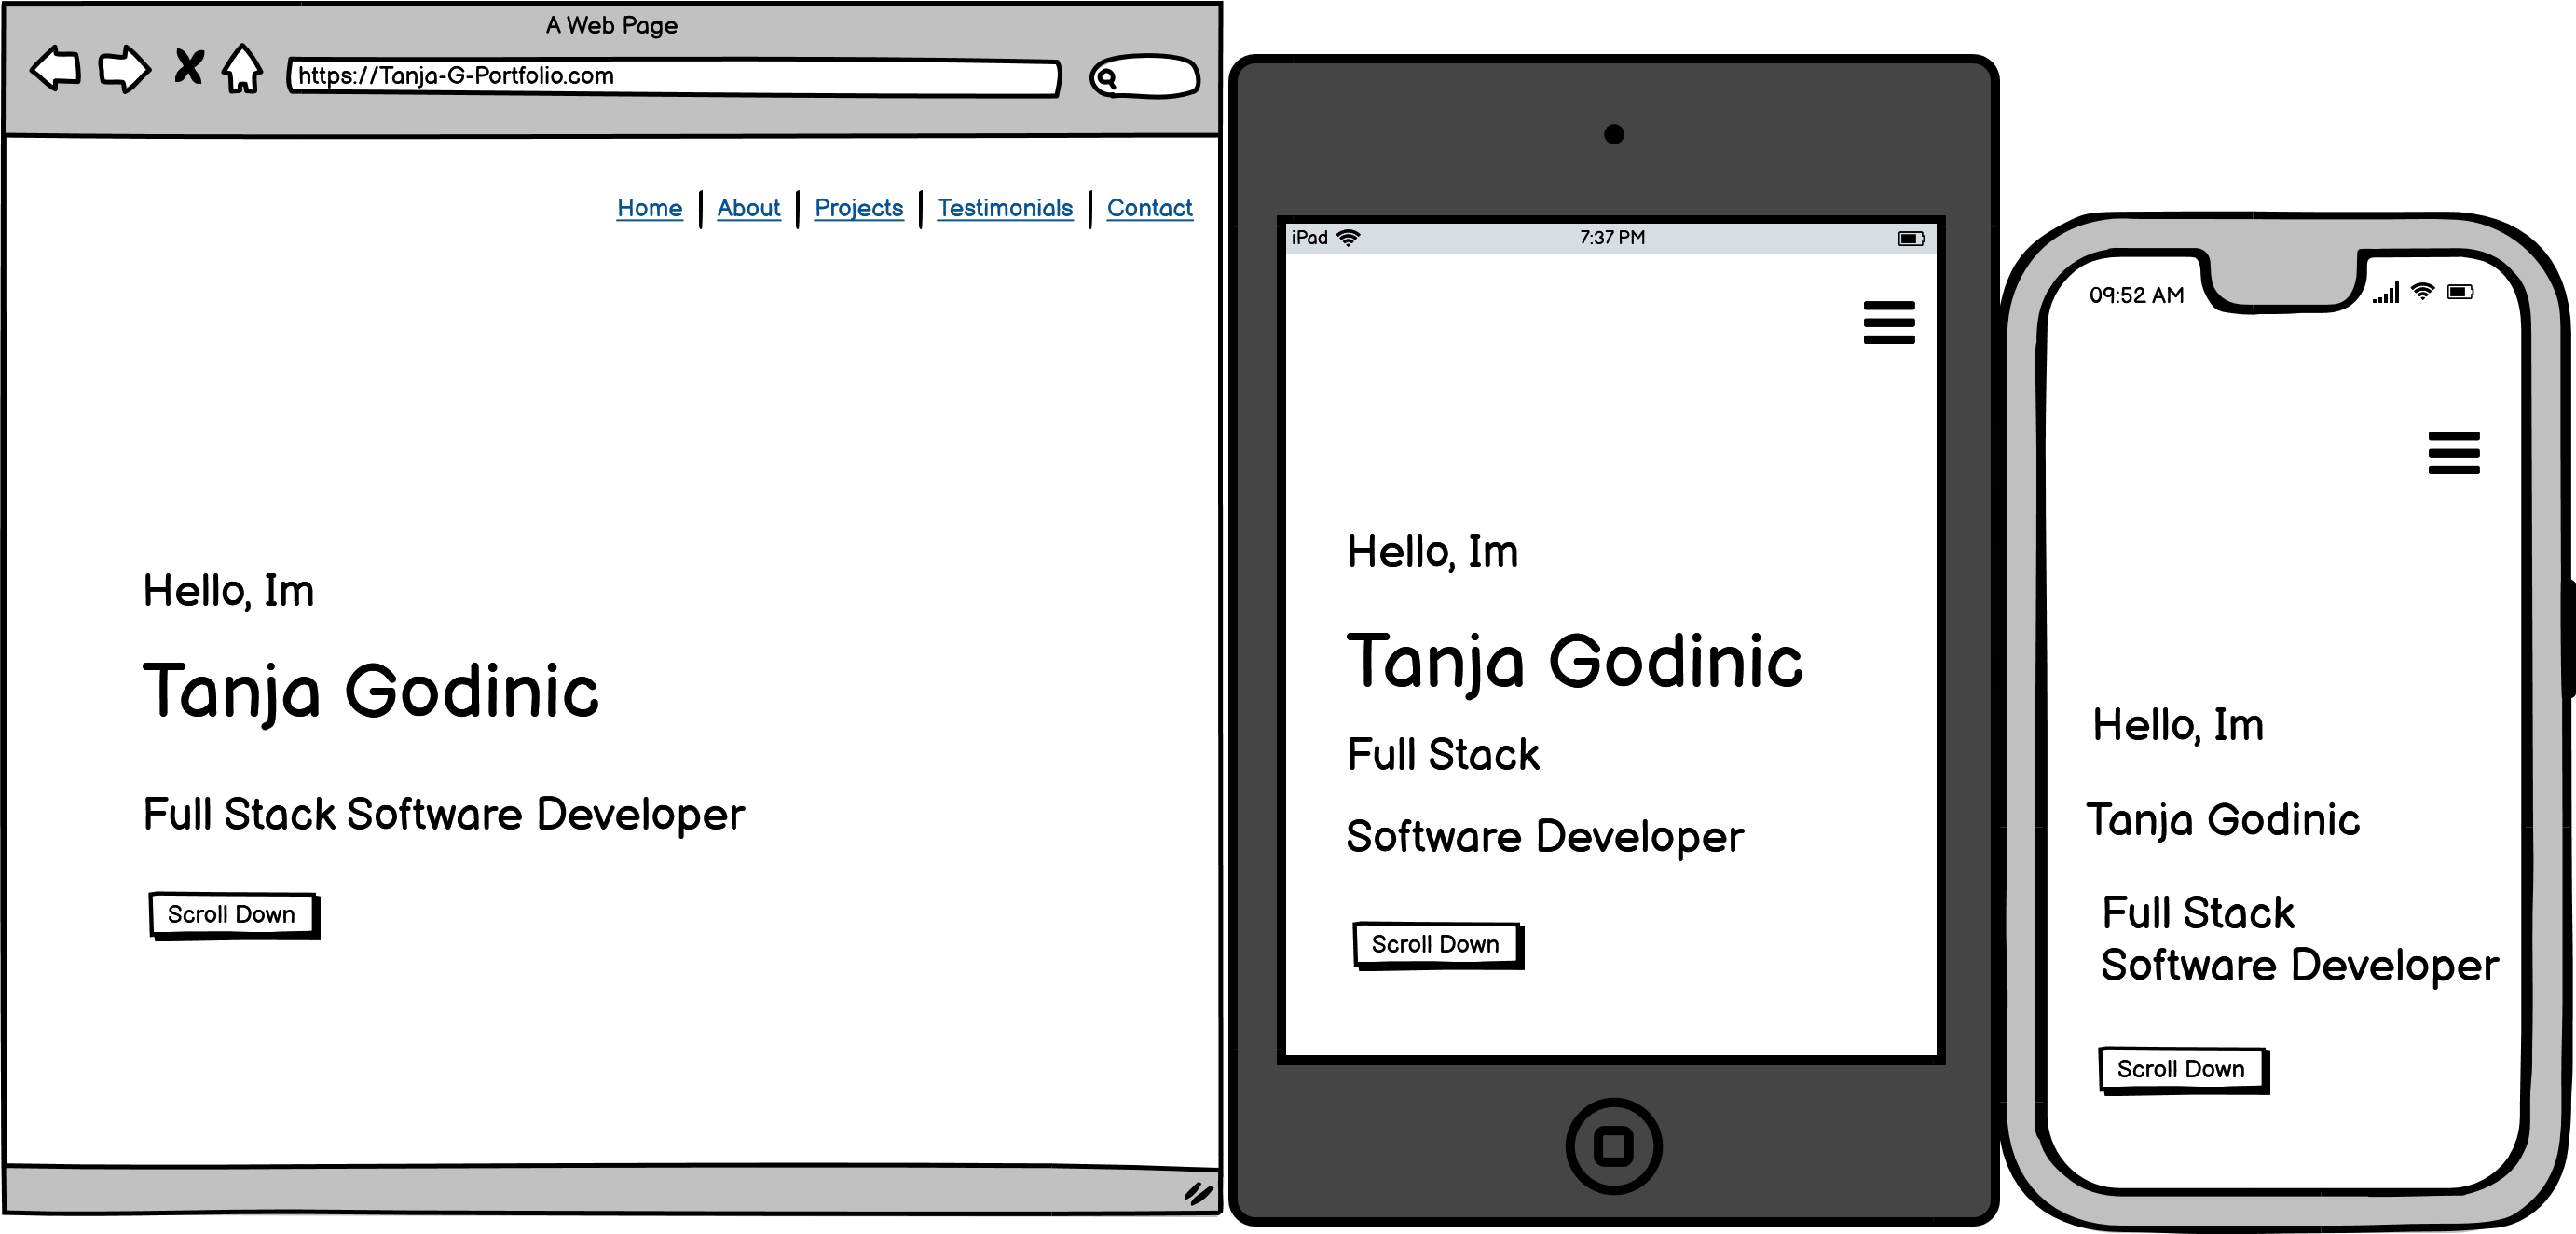 A Web Page
https://Tanja-G-Portfolio.com
Home About Projects Testimonials Contact
Hello, Im
Tanja Godinic
Full Stack Software Developer
Scroll Down
iPad 7:37 PM
Hello, Im
Tanja Godinic
Full Stack
Software Developer
Scroll Down
09:52 AM
Hello, Im
Tanja Godinic
Full Stack
Software Developer
Scroll Down